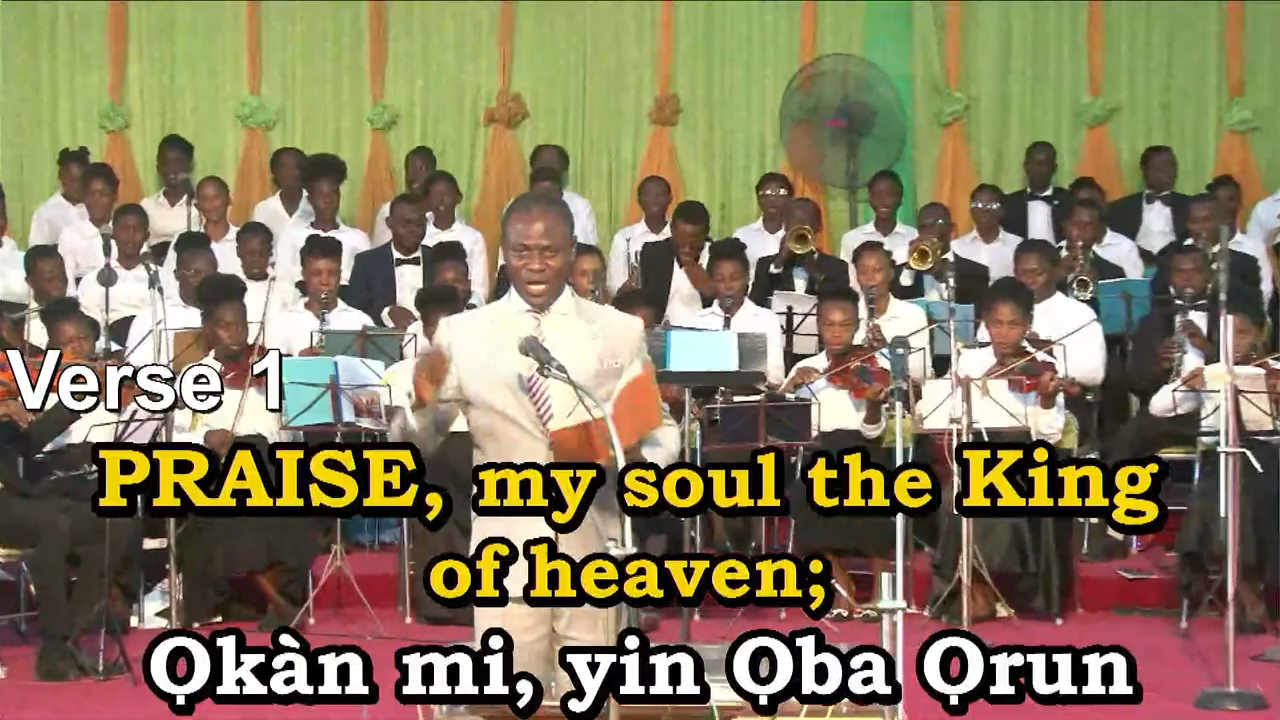 Verse 1
PRAISE, my soul the King
of heaven;
Ọkàn mi, yin Ọba Ọrun